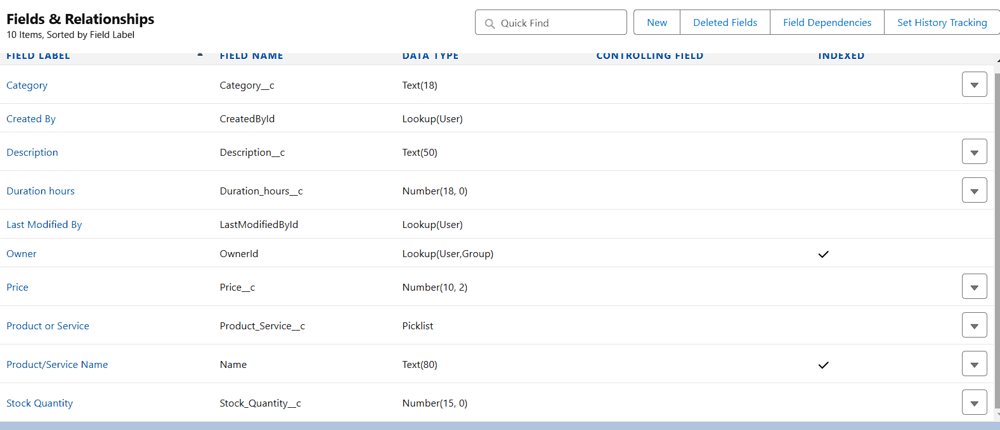 Fields & Relationships
10 Items, Sorted by Field Label
Quick Find
New Deleted Fields Field Dependencies Set History Tracking
FIELD LABEL FIELD NAME DATA TYPE CONTROLLING FIELD INDEXED
Category Category__c Text(18)
Created By CreatedById Lookup(User)
Description Description__c Text(50)
Duration hours Duration_hours__c Number(18, 0)
Last Modified By LastModifiedById Lookup(User)
Owner OwnerId Lookup(User,Group)
Price Price__c Number(10, 2)
Product or Service Product_Service__c Picklist
Product/Service Name Name Text(80)
Stock Quantity Stock_Quantity__c Number(15, 0)